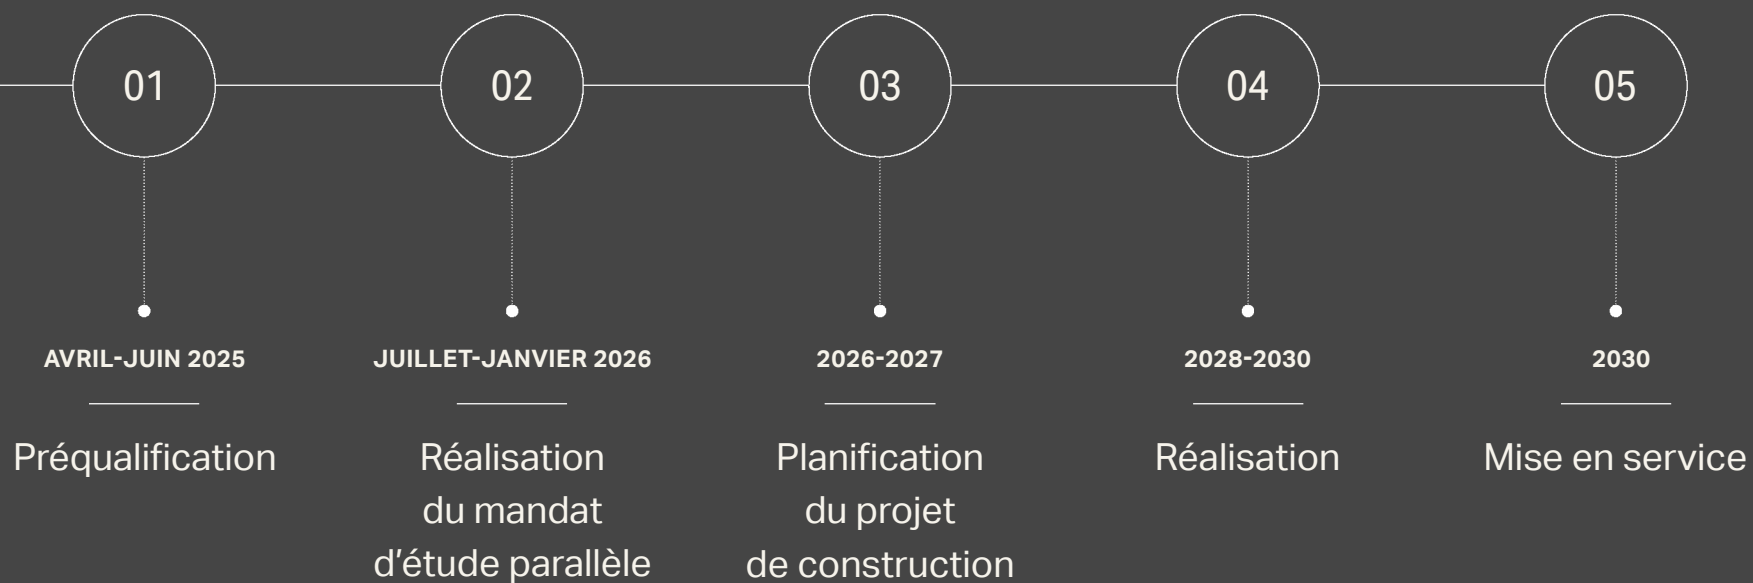 01
02
03
04
05
AVRIL-JUIN 2025
Préqualification
JUILLET-JANVIER 2026
Réalisation
du mandat
d’étude parallèle
2026-2027
Planification
du projet
de construction
2028-2030
Réalisation
2030
Mise en service